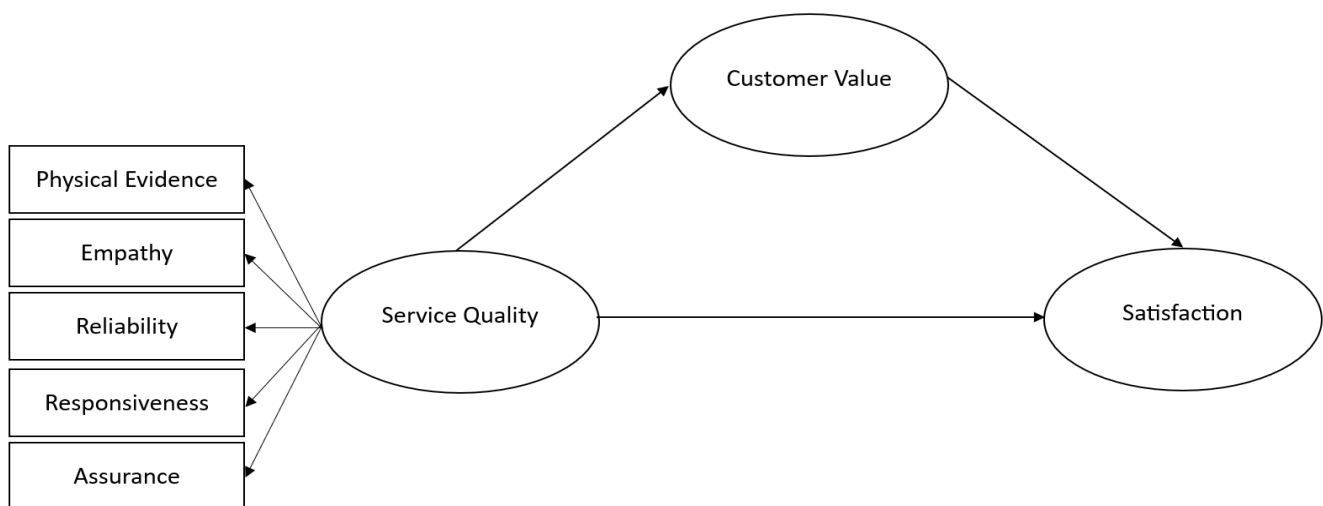 Customer Value
Physical Evidence
Empathy
Reliability
Responsiveness
Assurance
Service Quality
Satisfaction